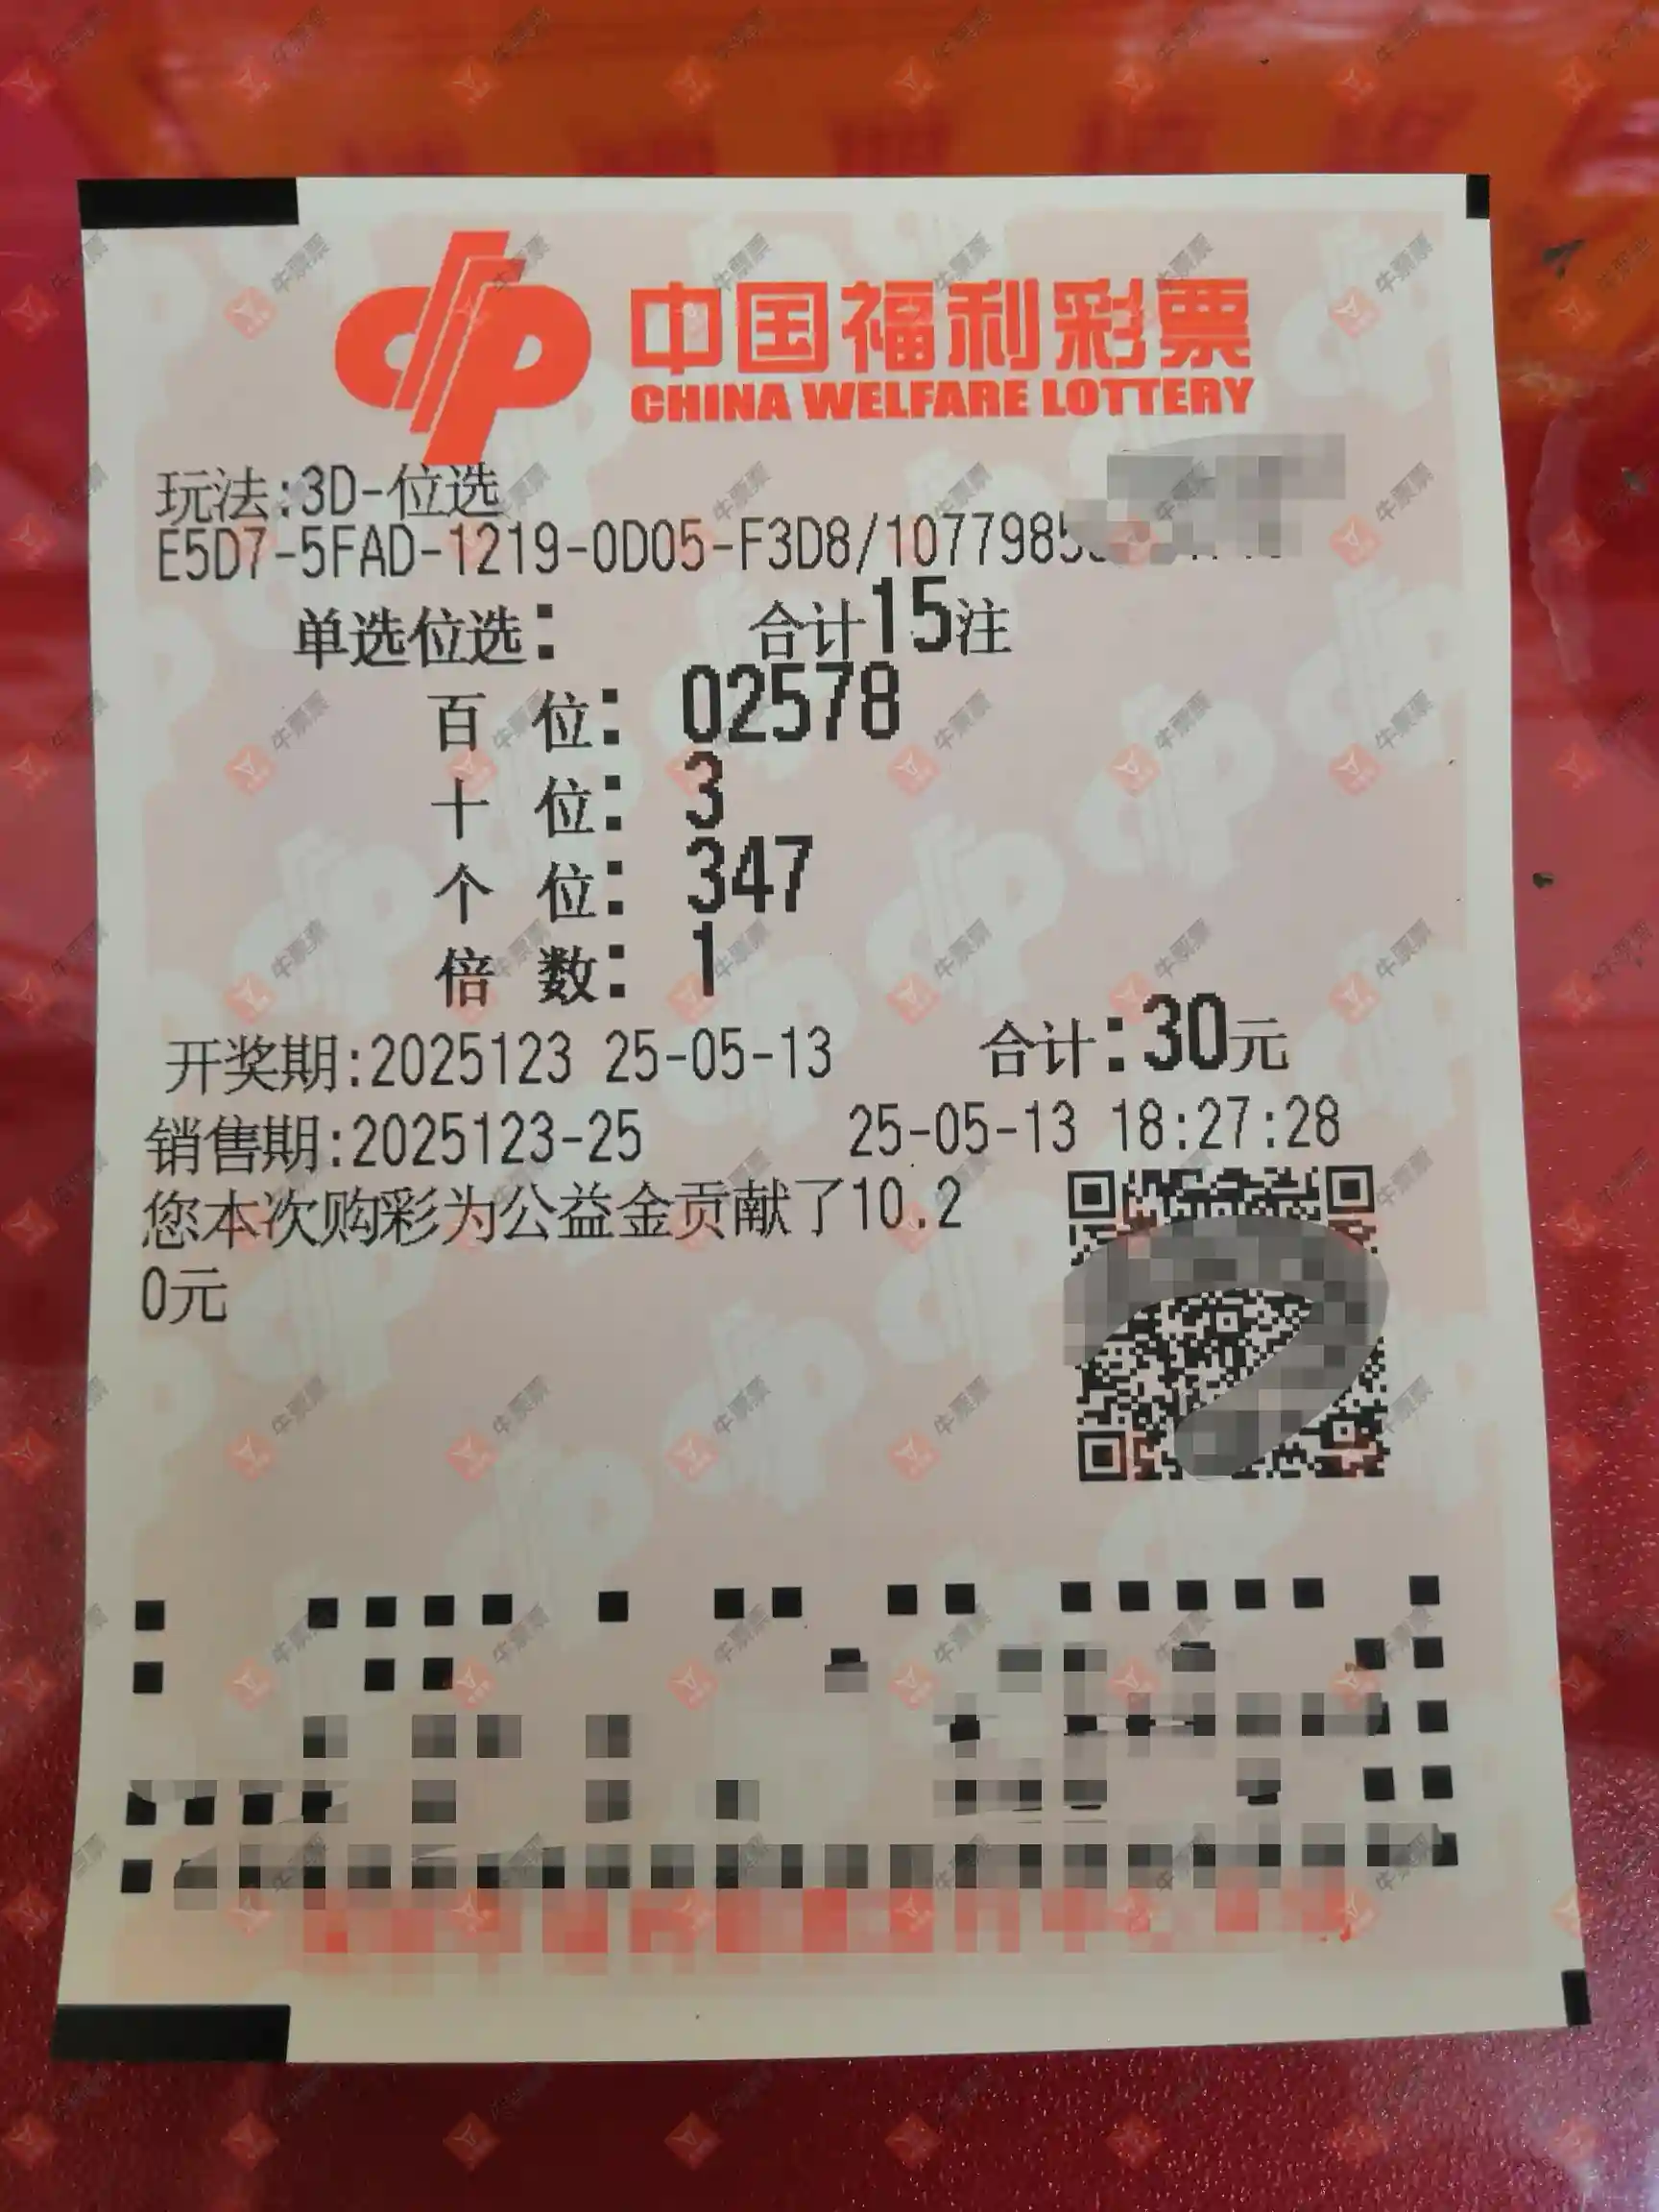 中国福利彩票
CHINA WELFARE LOTTERY
玩法:3D-位选
E5D7-5FAD-1219-0D05-F3D8/1077985
单选位选: 合计15注
百 位: 02578
十 位: 3
个 位: 347
倍 数: 1
开奖期:2025123 25-05-13 合计:30元
销售期:2025123-25 25-05-13 18:27:28
您本次购彩为公益金贡献了10.2
0元
牛票票